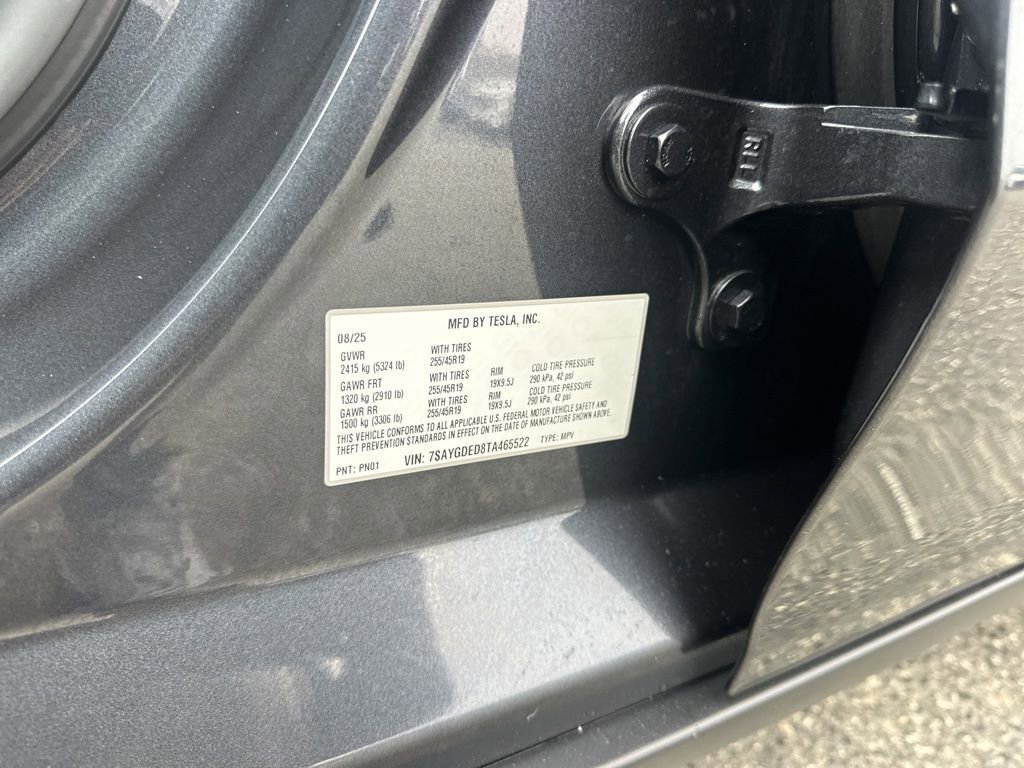 MFD BY TESLA, INC.
08/25
GVWR WITH TIRES
2415 kg (5324 lb) 255/45R19
GAWR FRT WITH TIRES RIM COLD TIRE PRESSURE
1320 kg (2910 lb) 255/45R19 19X9.5J 290 kPa, 42 psi
GAWR RR WITH TIRES RIM COLD TIRE PRESSURE
1500 kg (3306 lb) 255/45R19 19X9.5J 290 kPa, 42 psi
THIS VEHICLE CONFORMS TO ALL APPLICABLE U.S. FEDERAL MOTOR VEHICLE SAFETY AND
THEFT PREVENTION STANDARDS IN EFFECT ON THE DATE OF MANUFACTURE SHOWN ABOVE.
PNT: PN01 VIN: 7SAYGDED8TA465522 TYPE: MPV